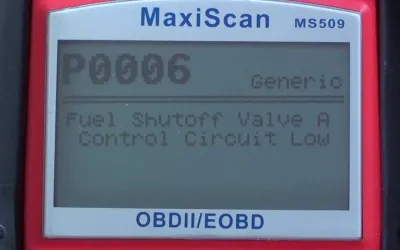 MaxiScan MS509
P0006 Generic
Fuel Shutoff Valve A
Control Circuit Low
OBDII/EOBD